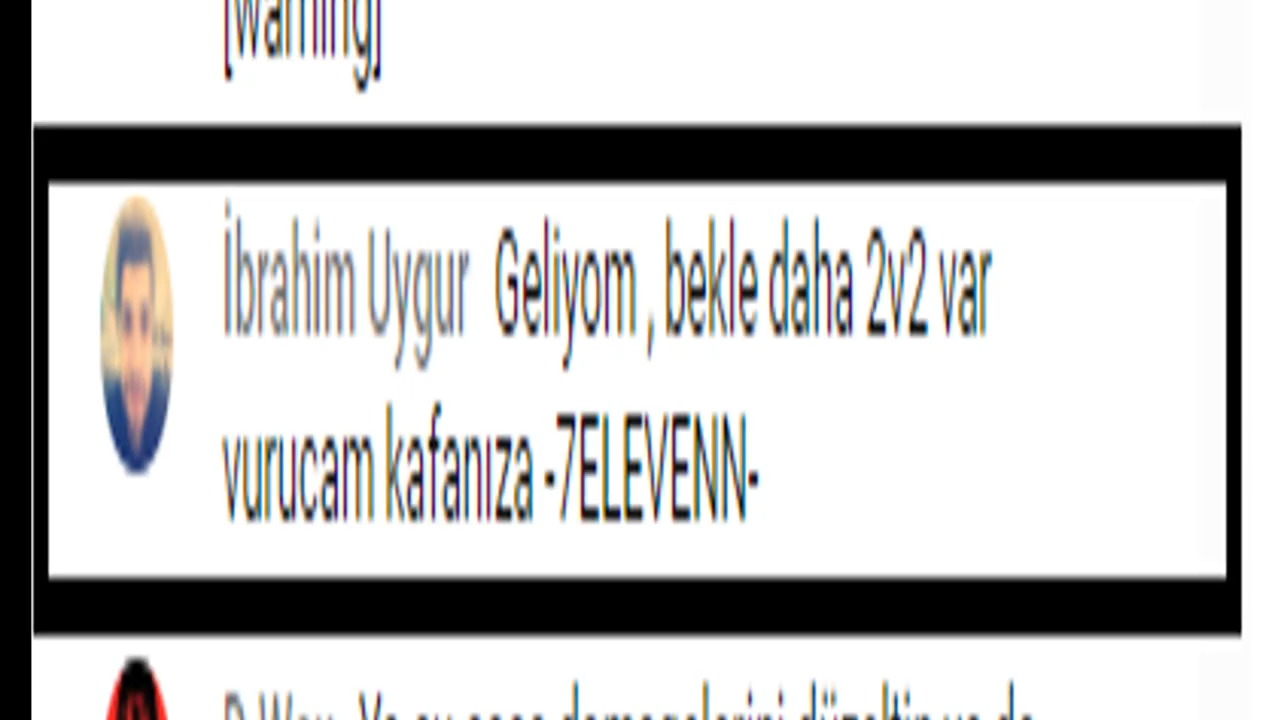 [warning]
İbrahim Uygur Geliyom , bekle daha 2v2 var
vurucam kafanıza -7ELEVENN-